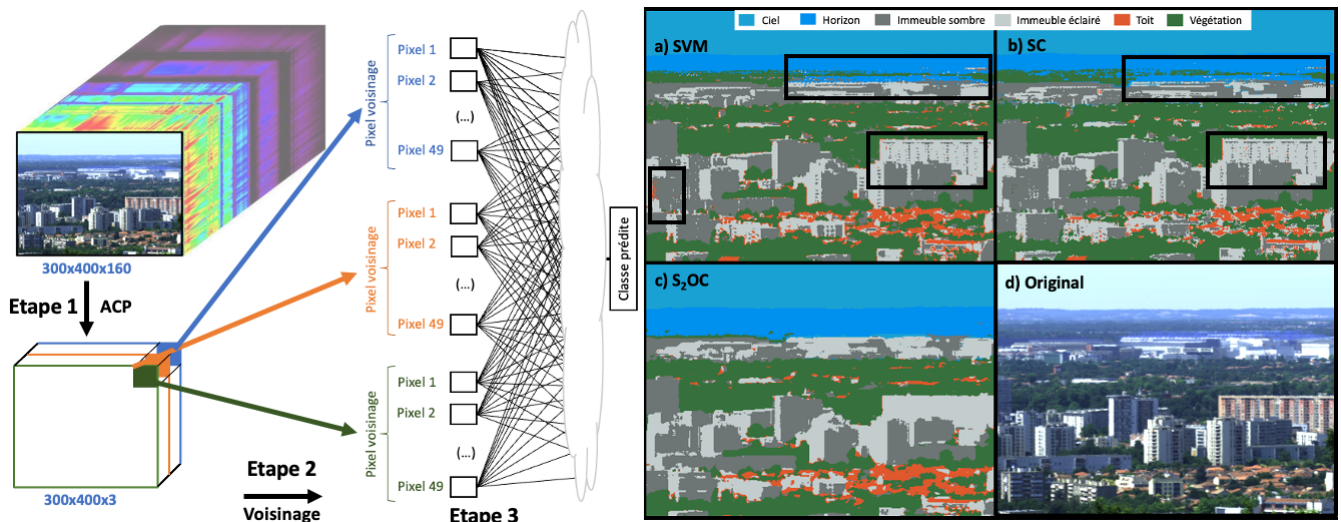 300x400x160
Etape 1
ACP
300x400x3
Etape 2
Voisinage
Pixel voisinage
Pixel 1
Pixel 2
(...)
Pixel 49
Pixel voisinage
Pixel 1
Pixel 2
(...)
Pixel 49
Pixel voisinage
Pixel 1
Pixel 2
(...)
Pixel 49
Etape 3
Classe prédite
Ciel Horizon Immeuble sombre Immeuble éclairé Toit Végétation
a) SVM
b) SC
c) S₂OC
d) Original